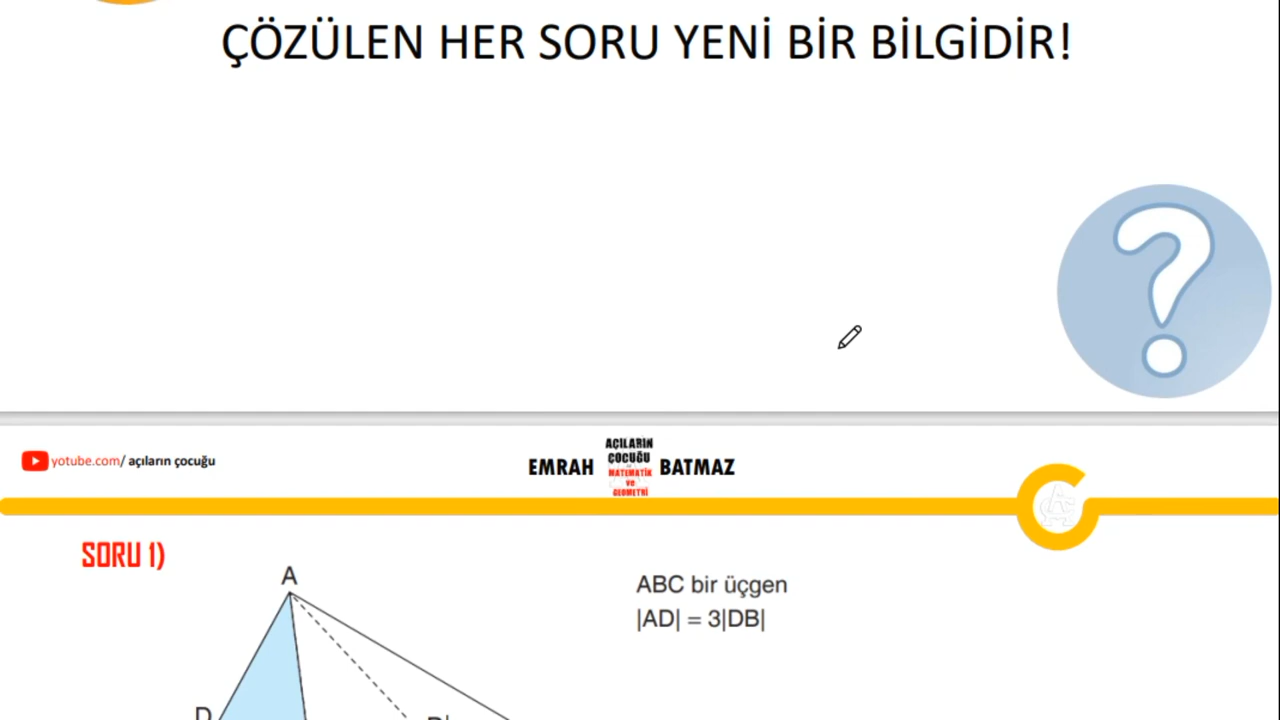 ÇÖZÜLEN HER SORU YENİ BİR BİLGİDİR!
yotube.com/ açıların çocuğu
EMRAH
AÇILARIN
ÇOCUĞU
MATEMATİK
ve
GEOMETRİ
BATMAZ
SORU 1)
A
ABC bir üçgen
|AD| = 3|DB|
D